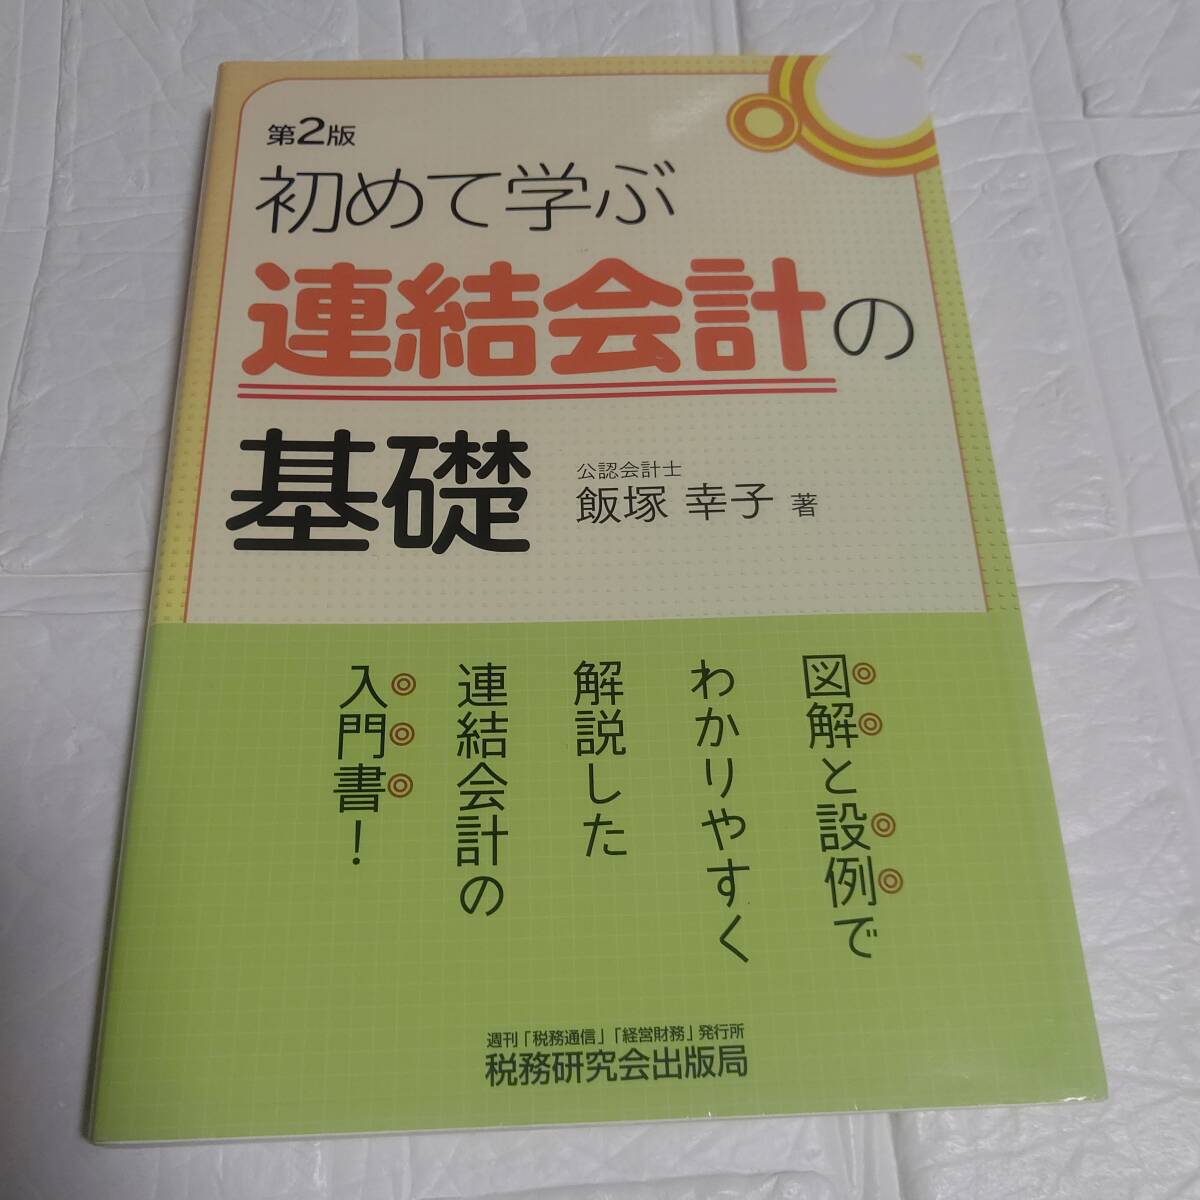 第2版
初めて学ぶ
連結会計の
基礎
公認会計士
飯塚 幸子 著
図解と設例で
わかりやすく
解説した
連結会計の
入門書！
週刊「税務通信」「経営財務」発行所
税務研究会出版局